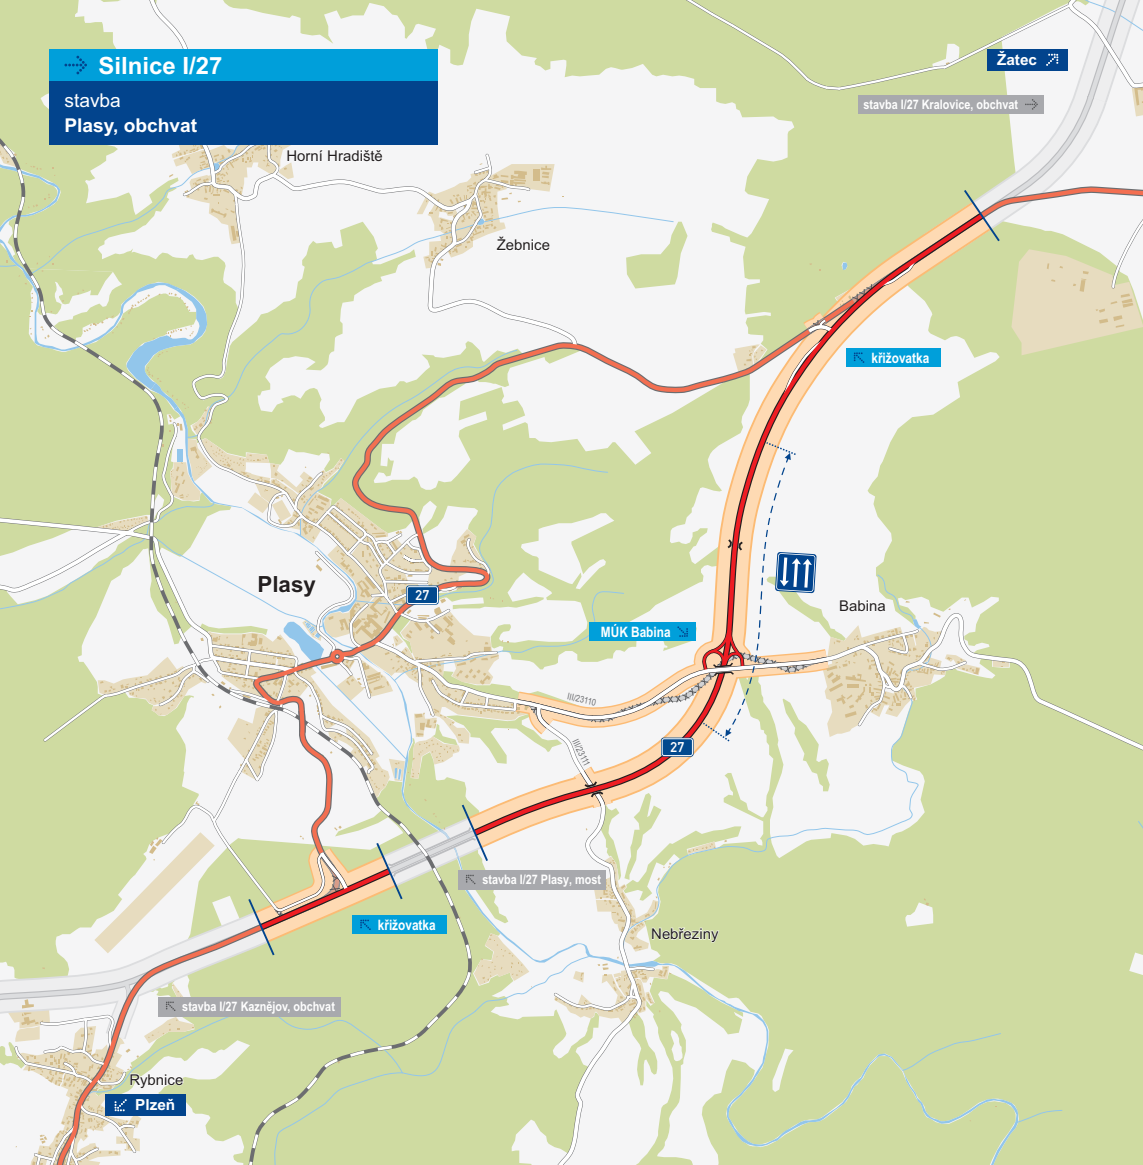 Silnice I/27
stavba
Plasy, obchvat
Žatec
stavba I/27 Kralovice, obchvat
Horní Hradiště
Žebnice
křižovatka
Plasy
27
Babina
MÚK Babina
III/23110
27
III/23111
stavba I/27 Plasy, most
křižovatka
Nebřeziny
stavba I/27 Kaznějov, obchvat
Rybnice
Plzeň